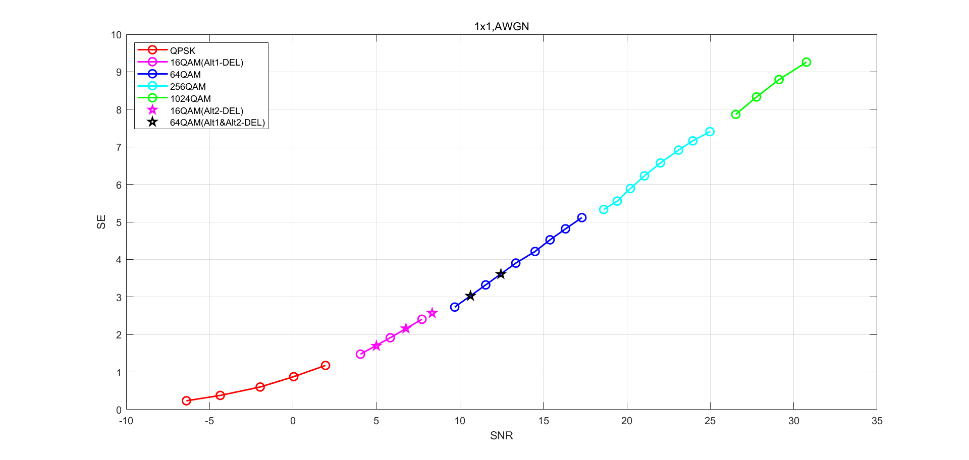 1x1,AWGN
10
9
8
7
6
5
4
3
2
1
0
SE
QPSK
16QAM(Alt1-DEL)
64QAM
256QAM
1024QAM
16QAM(Alt2-DEL)
64QAM(Alt1&Alt2-DEL)
-10 -5 0 5 10 15 20 25 30 35
SNR